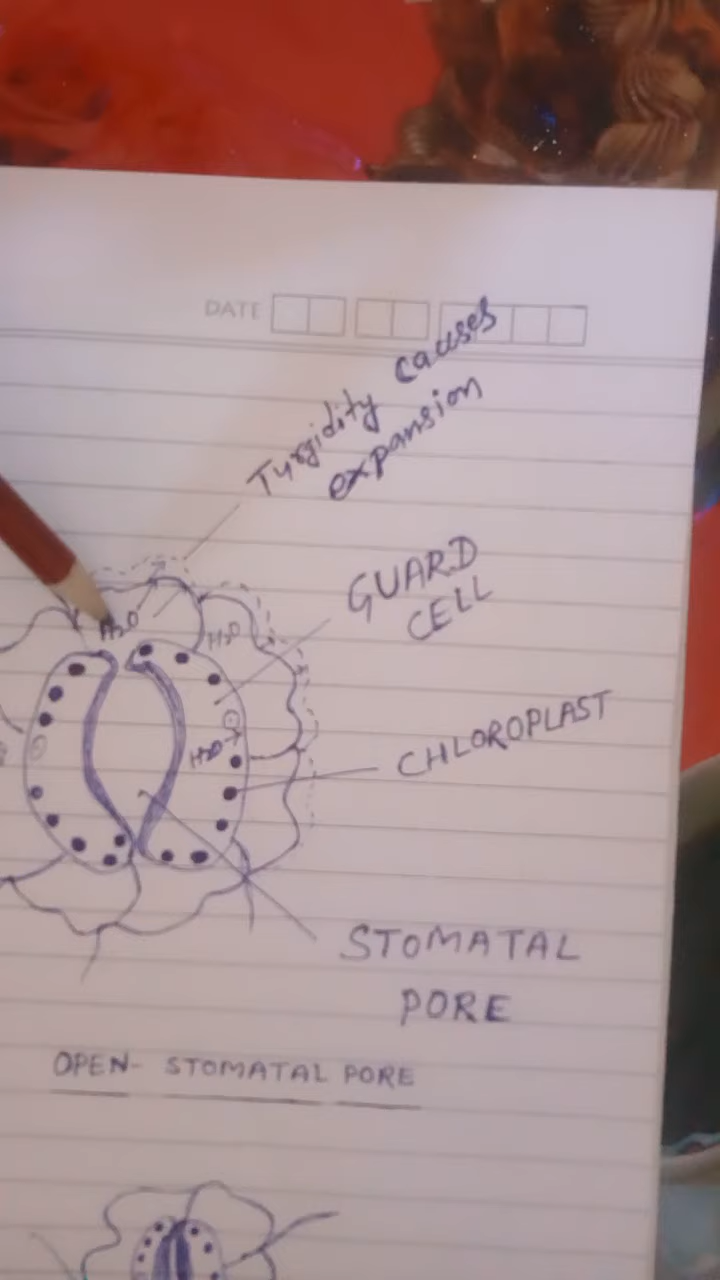 DATE
Turgidity causes
expansion
GUARD
CELL
H2O
H2O
H2O
CHLOROPLAST
STOMATAL
PORE
OPEN- STOMATAL PORE